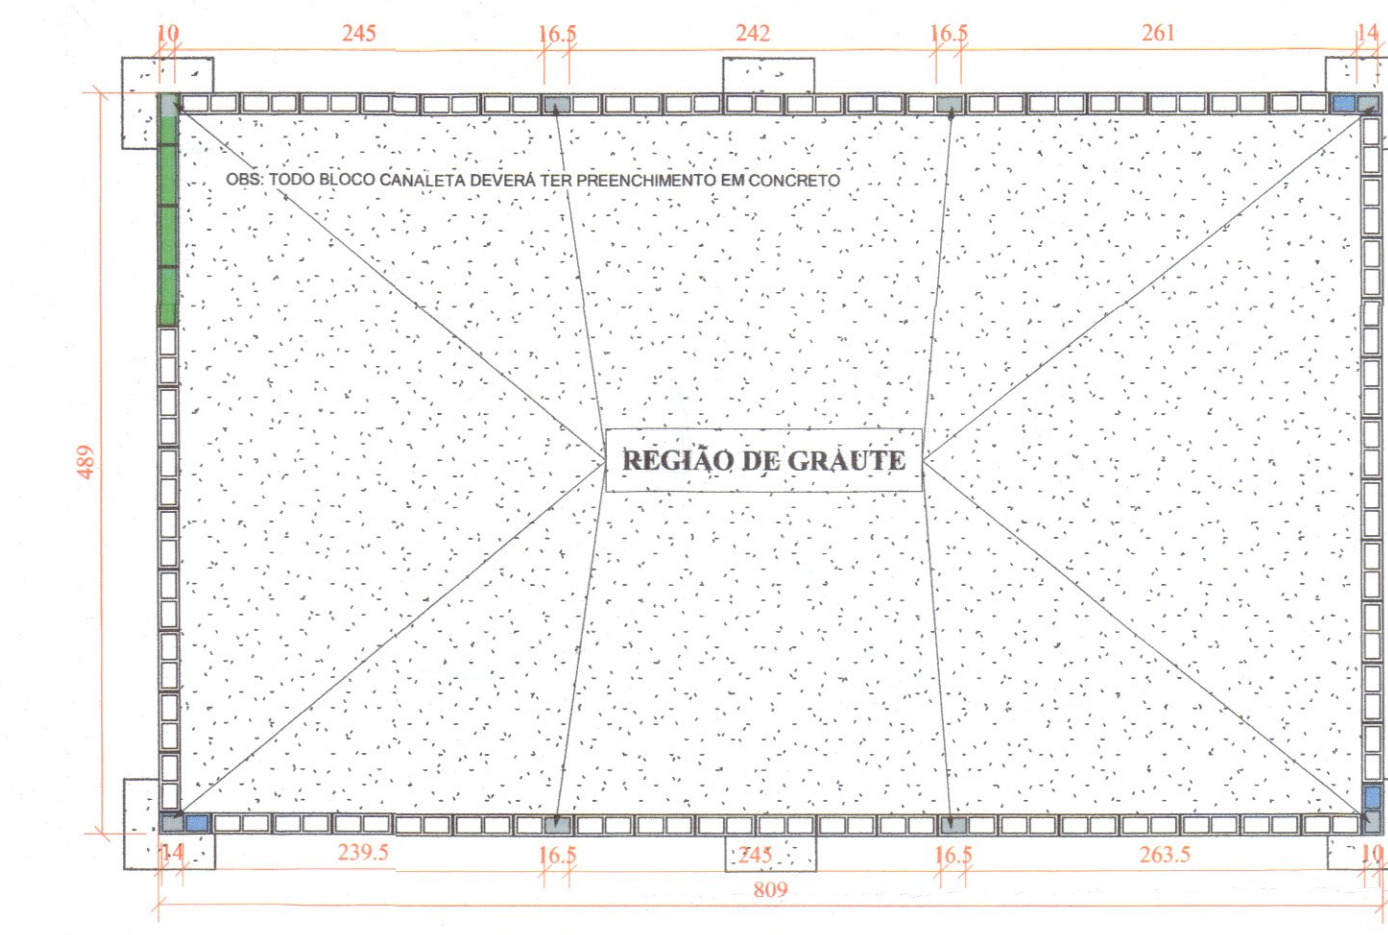 10 245 16.5 242 16.5 261 14
OBS: TODO BLOCO CANALETA DEVERÁ TER PREENCHIMENTO EM CONCRETO
489
REGIÃO DE GRAUTE
14 239.5 16.5 245 16.5 263.5 10
809